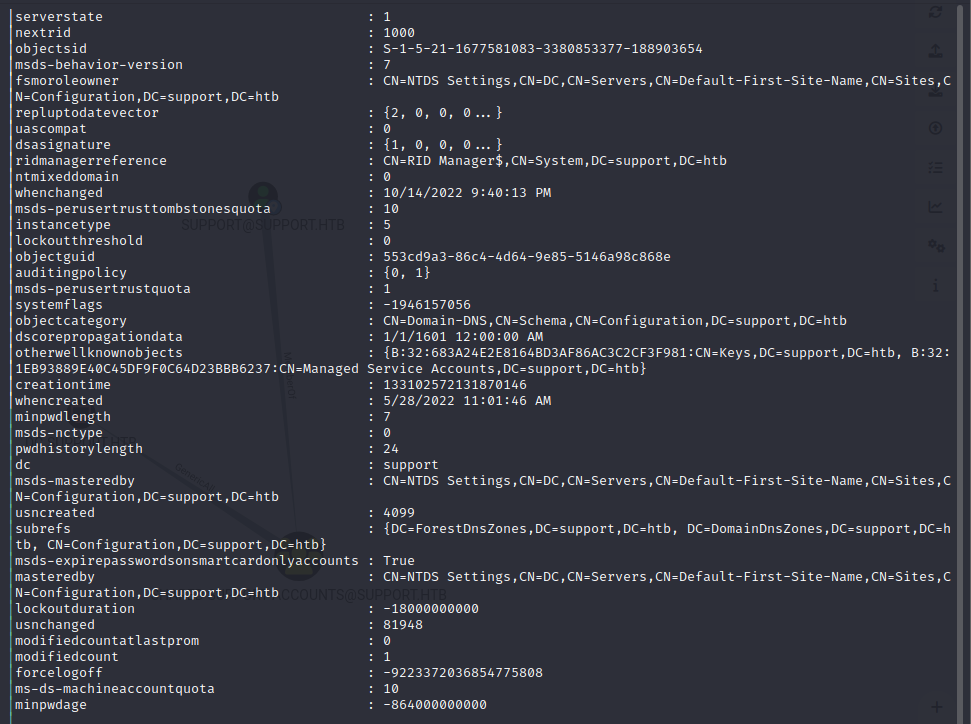 serverstate : 1
nextrid : 1000
objectsid : S-1-5-21-1677581083-3380853377-188903654
msds-behavior-version : 7
fsmoroleowner : CN=NTDS Settings,CN=DC,CN=Servers,CN=Default-First-Site-Name,CN=Sites,C
N=Configuration,DC=support,DC=htb
repluptodatevector : {2, 0, 0, 0...}
uascompat : 0
dsasignature : {1, 0, 0, 0...}
ridmanagerreference : CN=RID Manager$,CN=System,DC=support,DC=htb
ntmixeddomain : 0
whenchanged : 10/14/2022 9:40:13 PM
msds-perusertrusttombstonesquota : 10
SUPPORT@SUPPORT.HTB
instancetype : 5
lockoutthreshold : 0
objectguid : 553cd9a3-86c4-4d64-9e85-5146a98c868e
auditingpolicy : {0, 1}
msds-perusertrustquota : 1
systemflags : -1946157056
objectcategory : CN=Domain-DNS,CN=Schema,CN=Configuration,DC=support,DC=htb
dscorepropagationdata : 1/1/1601 12:00:00 AM
otherwellknownobjects : {B:32:683A24E2E8164BD3AF86AC3C2CF3F981:CN=Keys,DC=support,DC=htb, B:32:
1EB93889E40C45DF9F0C64D23BBB6237:CN=Managed Service Accounts,DC=support,DC=htb}
creationtime : 133102572131870146
whencreated : 5/28/2022 11:01:46 AM
minpwdlength : 7
msds-nctype : 0
pwdhistorylength : 24
dc : support
msds-masteredby : CN=NTDS Settings,CN=DC,CN=Servers,CN=Default-First-Site-Name,CN=Sites,C
N=Configuration,DC=support,DC=htb
usncreated : 4099
subrefs : {DC=ForestDnsZones,DC=support,DC=htb, DC=DomainDnsZones,DC=support,DC=h
tb, CN=Configuration,DC=support,DC=htb}
msds-expirepasswordsonsmartcardonlyaccounts : True
masteredby : CN=NTDS Settings,CN=DC,CN=Servers,CN=Default-First-Site-Name,CN=Sites,C
N=Configuration,DC=support,DC=htb
ACCOUNTS@SUPPORT.HTB
lockoutduration : -18000000000
usnchanged : 81948
modifiedcountatlastprom : 0
modifiedcount : 1
forcelogoff : -9223372036854775808
ms-ds-machineaccountquota : 10
minpwdage : -864000000000